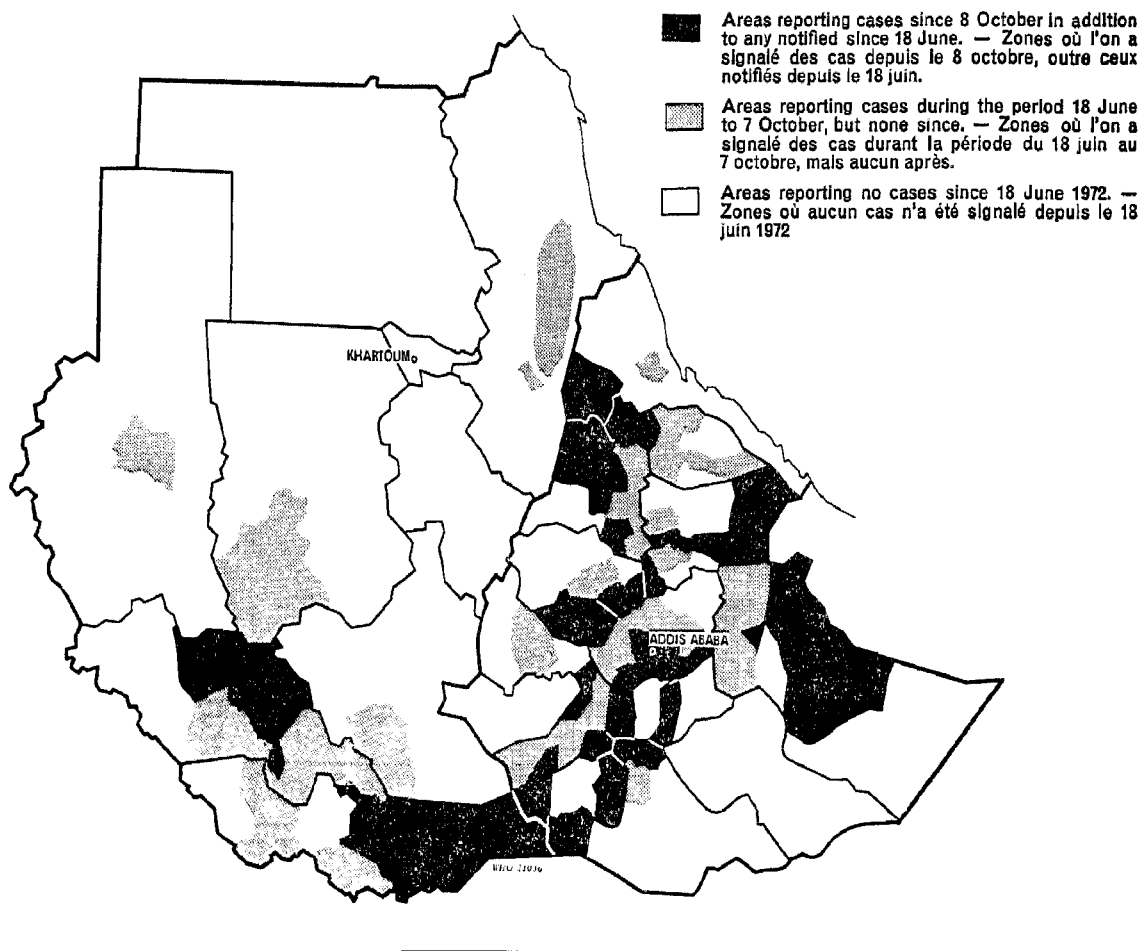 Areas reporting cases since 8 October in addition
to any notified since 18 June. — Zones où l'on a
signalé des cas depuis le 8 octobre, outre ceux
notifiés depuis le 18 juin.
Areas reporting cases during the period 18 June
to 7 October, but none since. — Zones où l'on a
signalé des cas durant la période du 18 juin au
7 octobre, mais aucun après.
Areas reporting no cases since 18 June 1972. —
Zones où aucun cas n'a été signalé depuis le 18
juin 1972
KHARTOUM
ADDIS ABABA
WHO